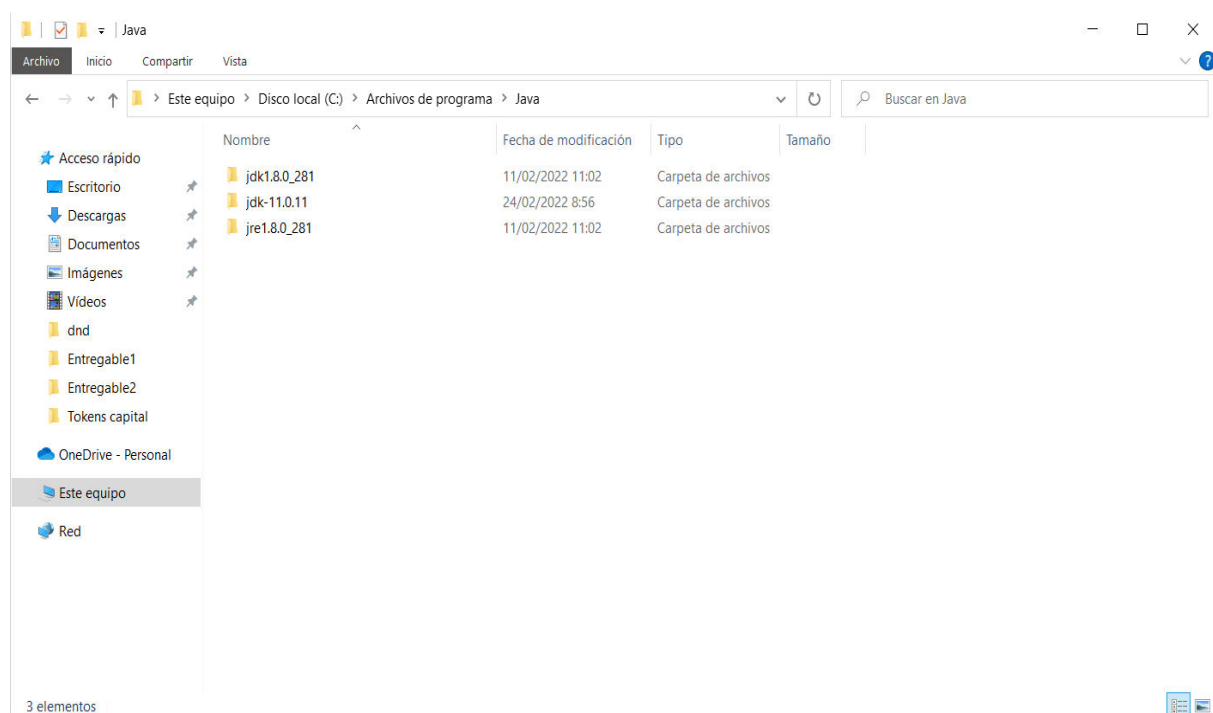 Java
Archivo Inicio Compartir Vista
Este equipo > Disco local (C:) > Archivos de programa > Java
Buscar en Java
Nombre Fecha de modificación Tipo Tamaño
Acceso rápido
Escritorio
Descargas
Documentos
Imágenes
Vídeos
dnd
Entregable1
Entregable2
Tokens capital
OneDrive - Personal
Este equipo
Red
jdk1.8.0_281 11/02/2022 11:02 Carpeta de archivos
jdk-11.0.11 24/02/2022 8:56 Carpeta de archivos
jre1.8.0_281 11/02/2022 11:02 Carpeta de archivos
3 elementos